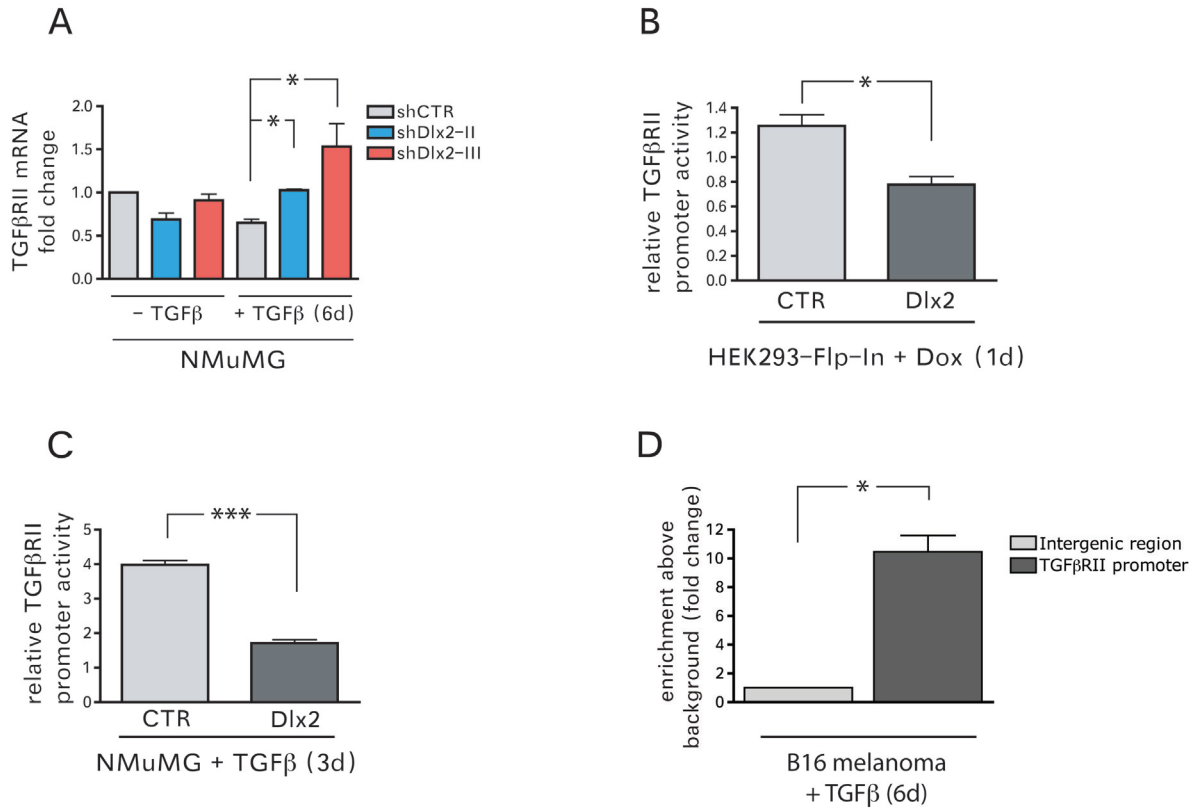 A
TGFβRII mRNA
fold change
2.0
1.5
1.0
0.5
0.0
*
*
shCTR
shDlx2-II
shDlx2-III
− TGFβ
+ TGFβ (6d)
NMuMG
B
relative TGFβRII
promoter activity
1.4
1.2
1.0
0.8
0.6
0.4
0.2
0.0
*
CTR
Dlx2
HEK293-Flp-In + Dox (1d)
C
relative TGFβRII
promoter activity
5
4
3
2
1
0
***
CTR
Dlx2
NMuMG + TGFβ (3d)
D
enrichment above
background (fold change)
12
10
8
6
4
2
0
*
Intergenic region
TGFβRII promoter
B16 melanoma
+ TGFβ (6d)